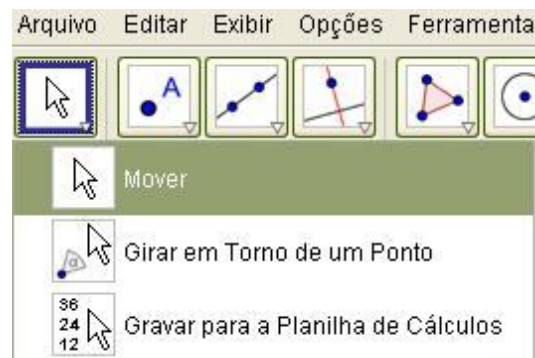 Arquivo Editar Exibir Opções Ferramenta
A
Mover
α
Girar em Torno de um Ponto
36
24
12
Gravar para a Planilha de Cálculos